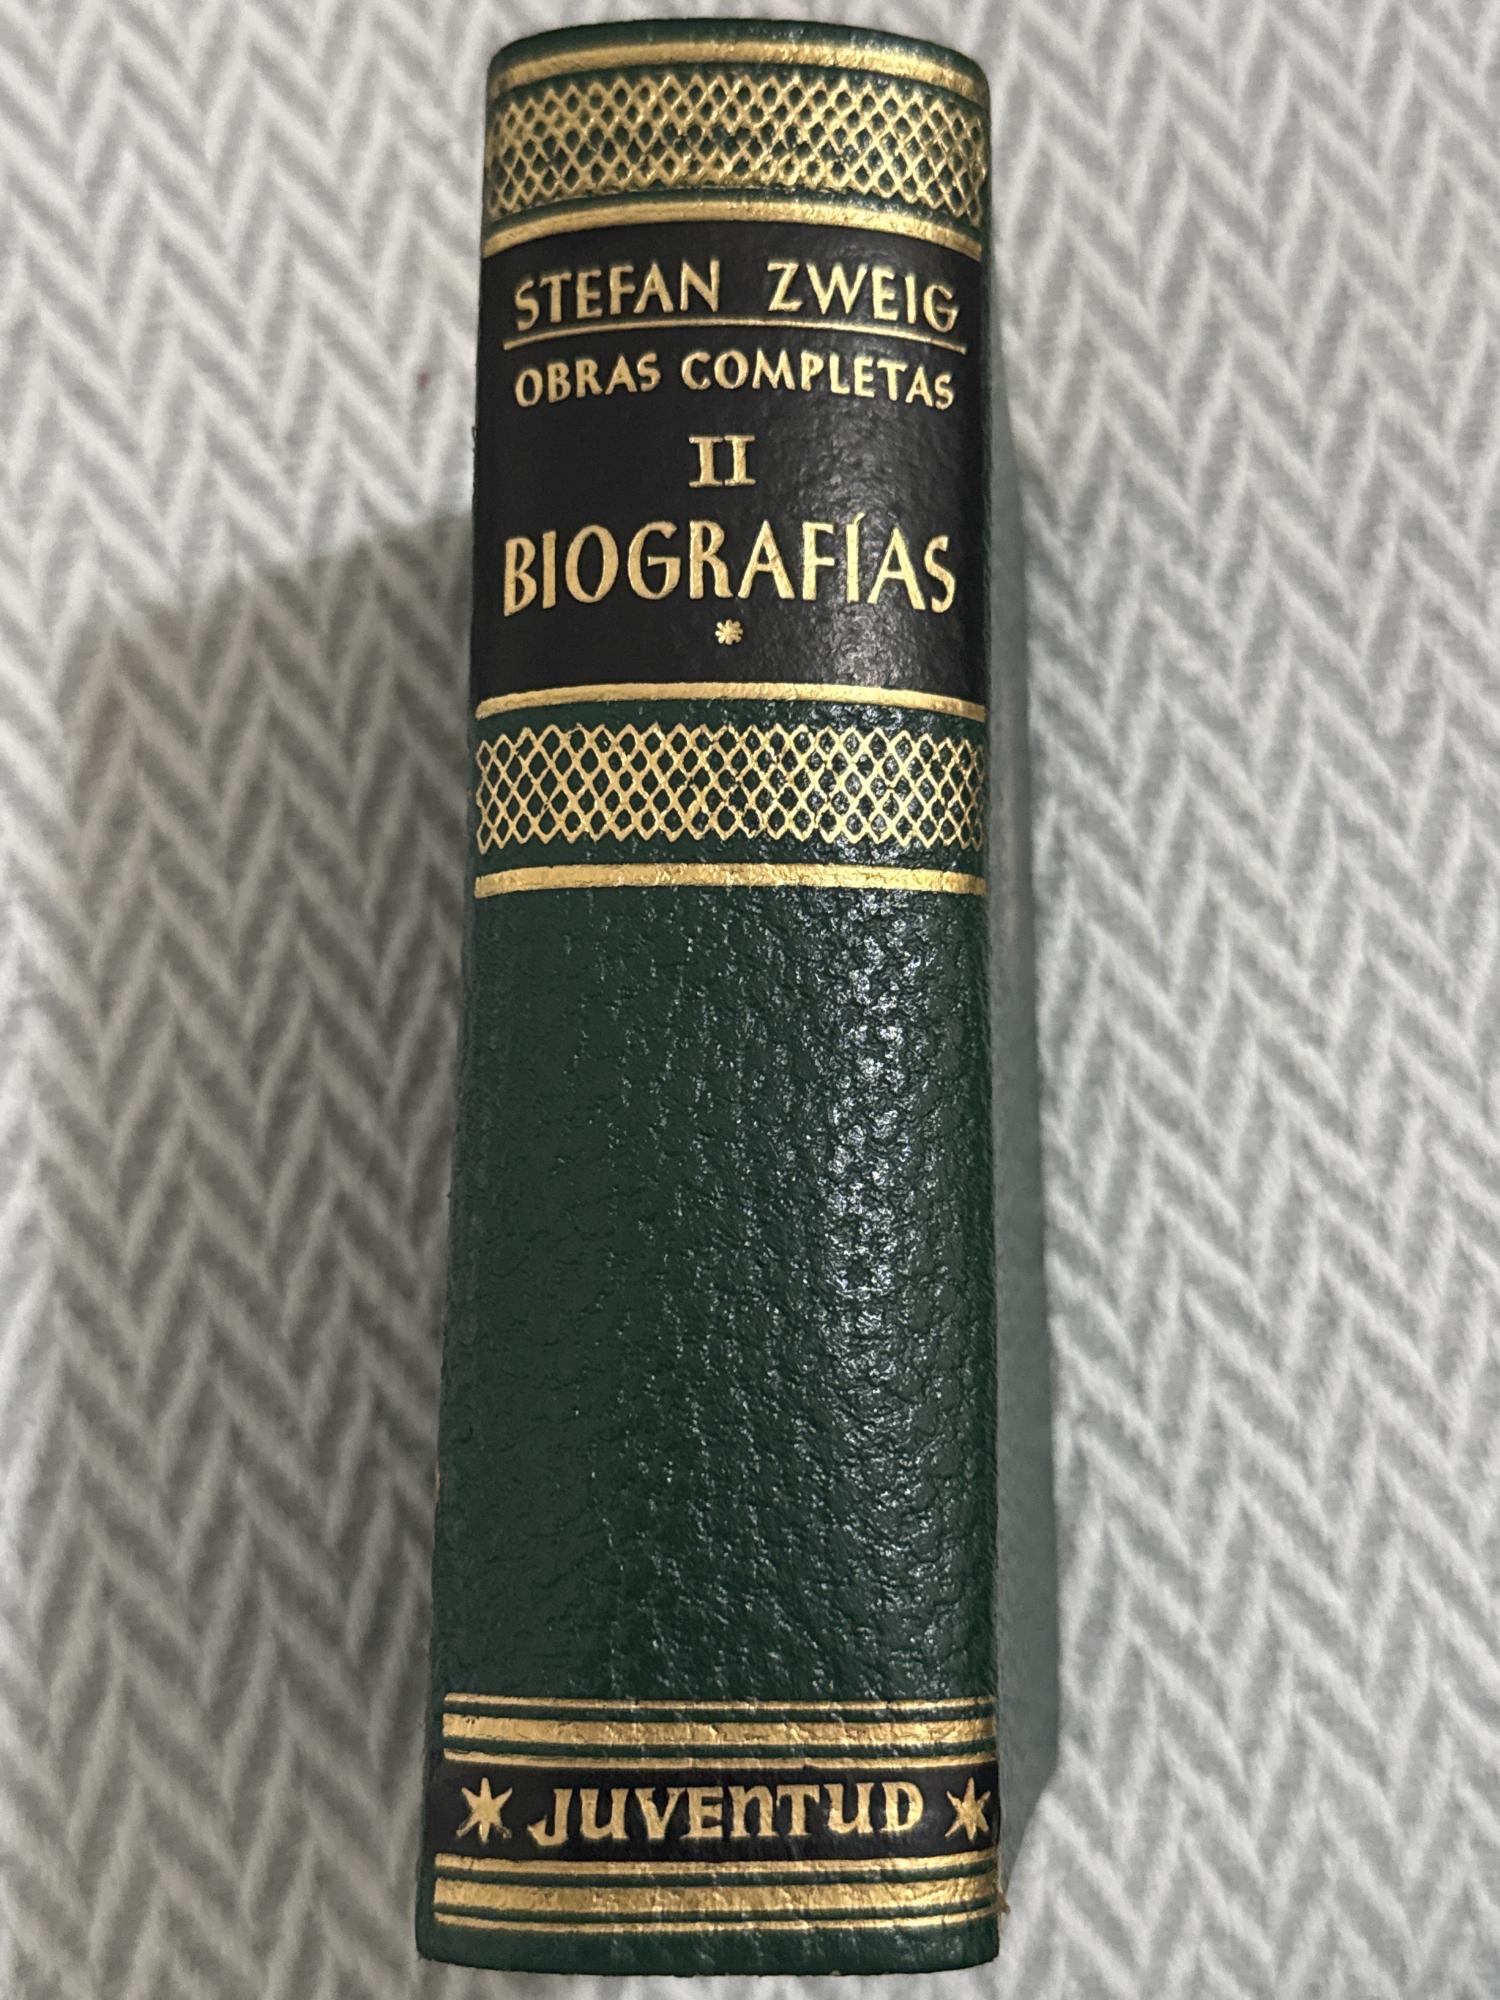 STEFAN ZWEIG
OBRAS COMPLETAS
II
BIOGRAFÍAS
*
* JUVENTUD *